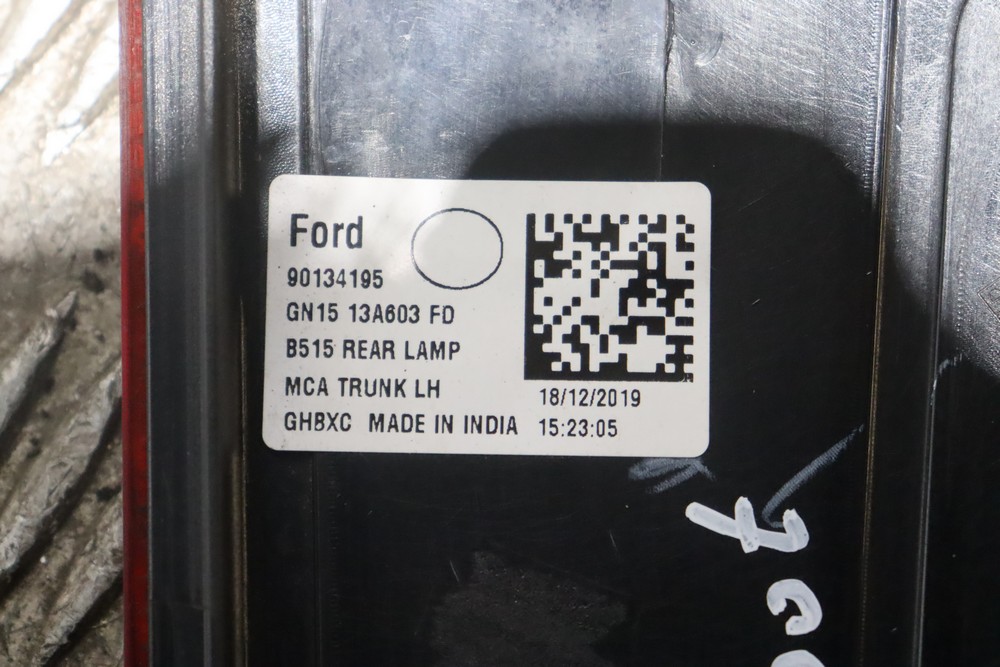 Ford
90134195
GN15 13A603 FD
B515 REAR LAMP
MCA TRUNK LH
GHBXC MADE IN INDIA
18/12/2019
15:23:05